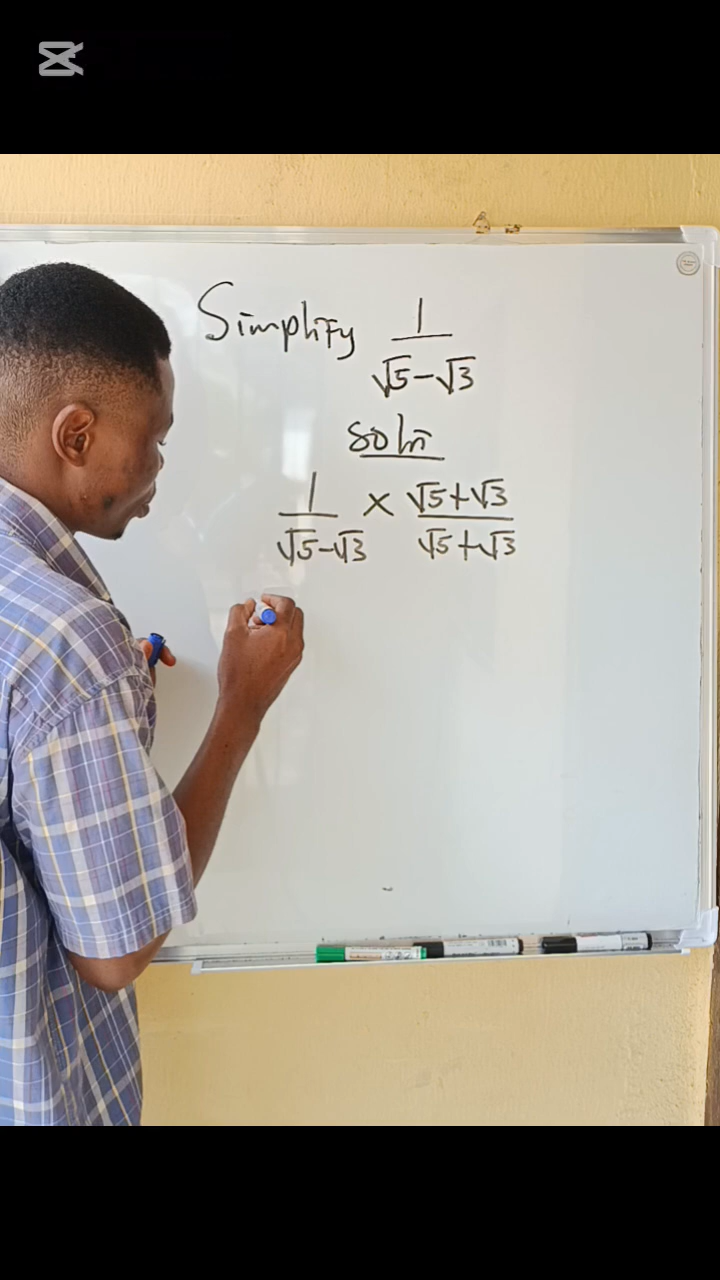 Simplify 1/(√5-√3)
soln
1/(√5-√3) × (√5+√3)/(√5+√3)